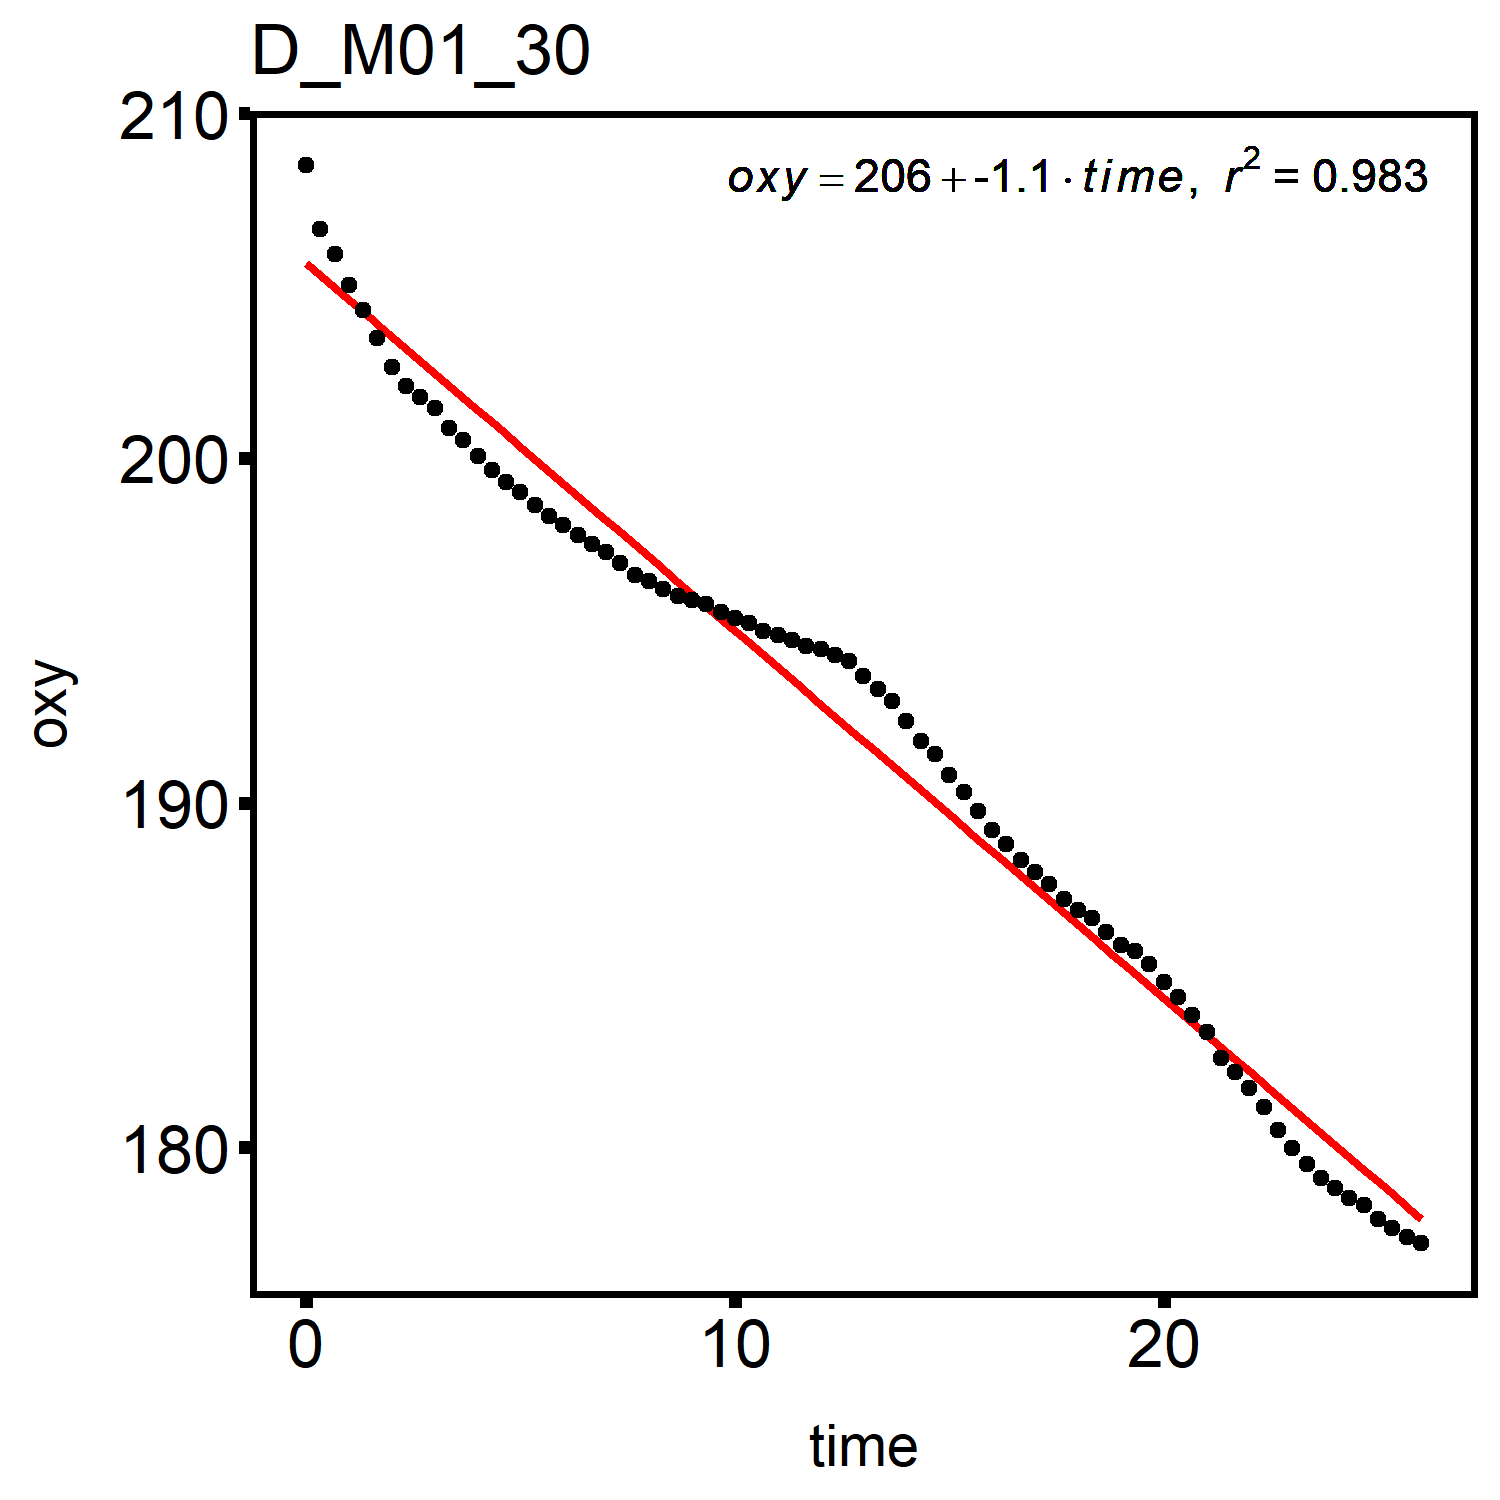 D_M01_30
210
oxy = 206 + -1.1 · time, r² = 0.983
200
oxy
190
180
0 10 20
time